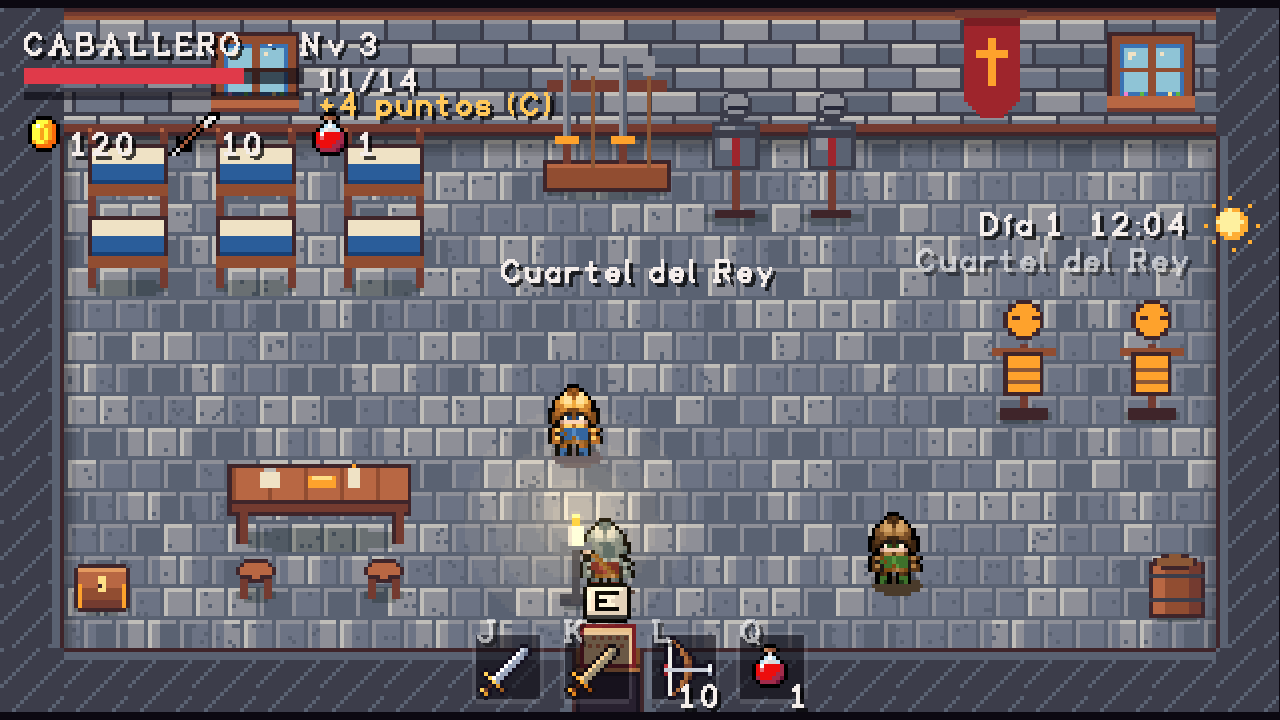 CABALLERO Nv 3
11/14
+4 puntos (C)
120 10 1
Día 1 12:04
Cuartel del Rey
Cuartel del Rey
E
J K L Q
10 1